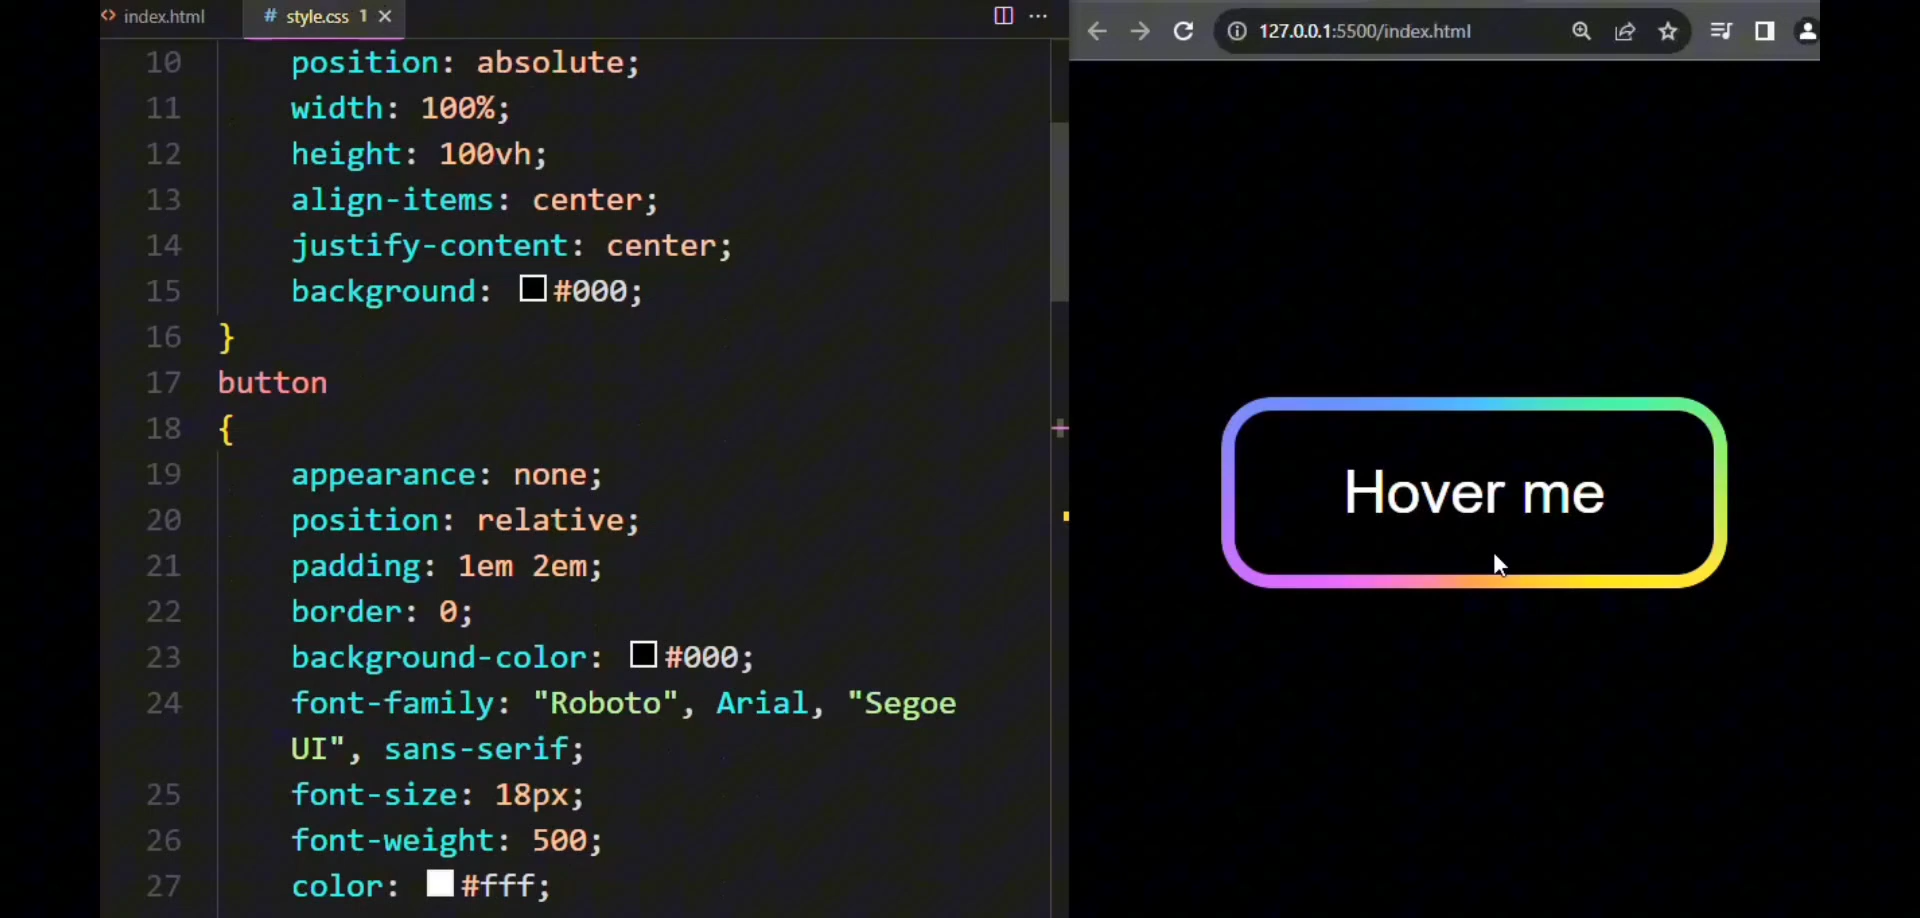 index.html
# style.css 1
10 position: absolute;
11 width: 100%;
12 height: 100vh;
13 align-items: center;
14 justify-content: center;
15 background: #000;
16 }
17 button
18 {
19 appearance: none;
20 position: relative;
21 padding: 1em 2em;
22 border: 0;
23 background-color: #000;
24 font-family: "Roboto", Arial, "Segoe
UI", sans-serif;
25 font-size: 18px;
26 font-weight: 500;
27 color: #fff;
127.0.0.1:5500/index.html
Hover me